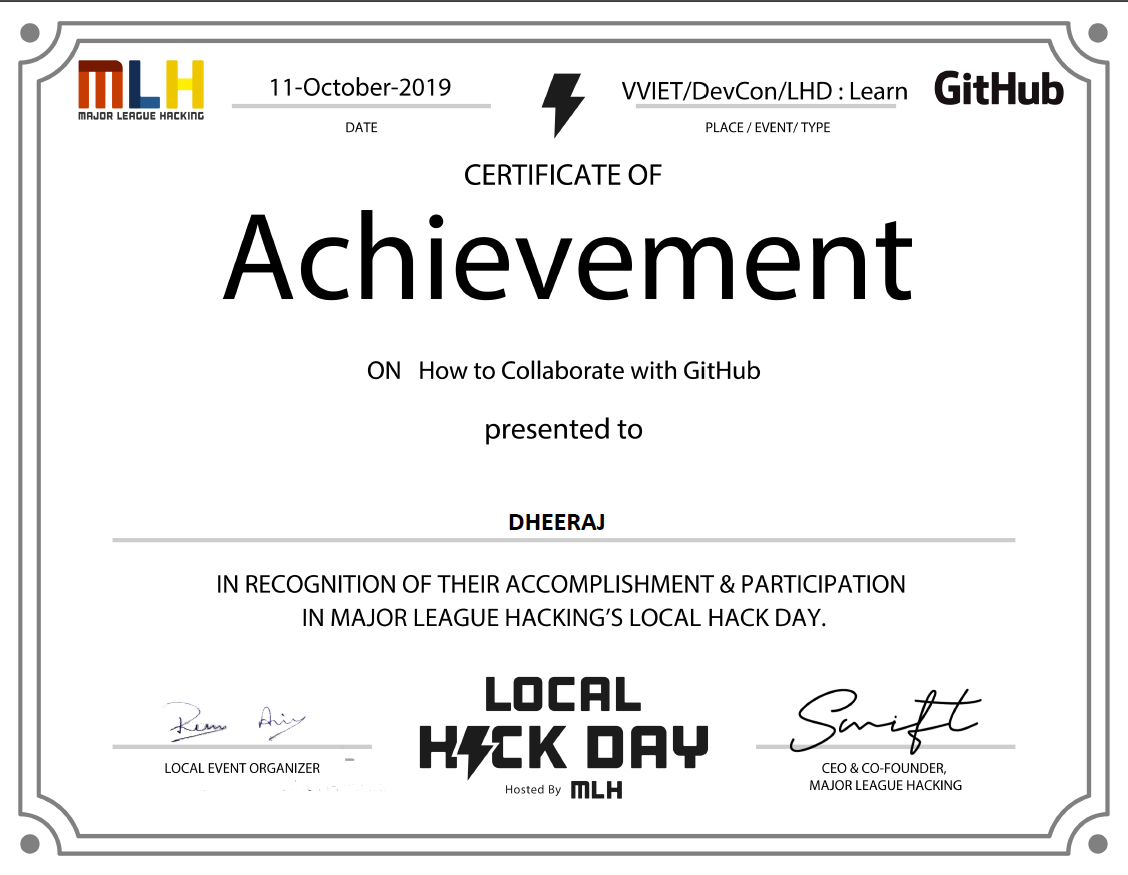 MLH
MAJOR LEAGUE HACKING
11-October-2019
DATE
VVIET/DevCon/LHD : Learn
PLACE / EVENT/ TYPE
GitHub
CERTIFICATE OF
Achievement
ON How to Collaborate with GitHub
presented to
DHEERAJ
IN RECOGNITION OF THEIR ACCOMPLISHMENT & PARTICIPATION
IN MAJOR LEAGUE HACKING’S LOCAL HACK DAY.
LOCAL
HACK DAY
Hosted By MLH
LOCAL EVENT ORGANIZER
Swift
CEO & CO-FOUNDER,
MAJOR LEAGUE HACKING